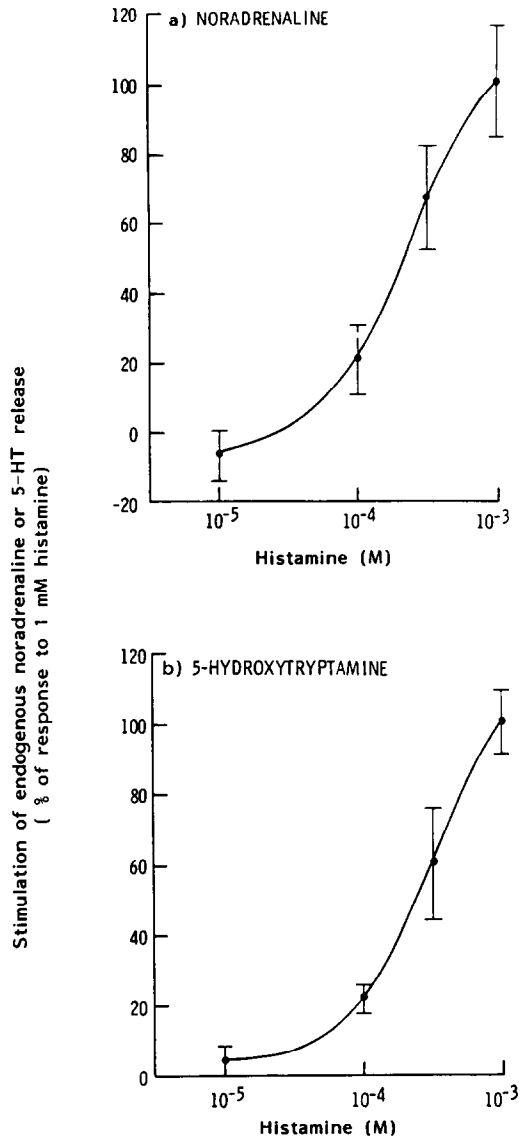 Stimulation of endogenous noradrenaline or 5-HT release
( % of response to 1 mM histamine)
a) NORADRENALINE
120
100
80
60
40
20
0
-20
10⁻⁵ 10⁻⁴ 10⁻³
Histamine (M)
b) 5-HYDROXYTRYPTAMINE
120
100
80
60
40
20
0
10⁻⁵ 10⁻⁴ 10⁻³
Histamine (M)